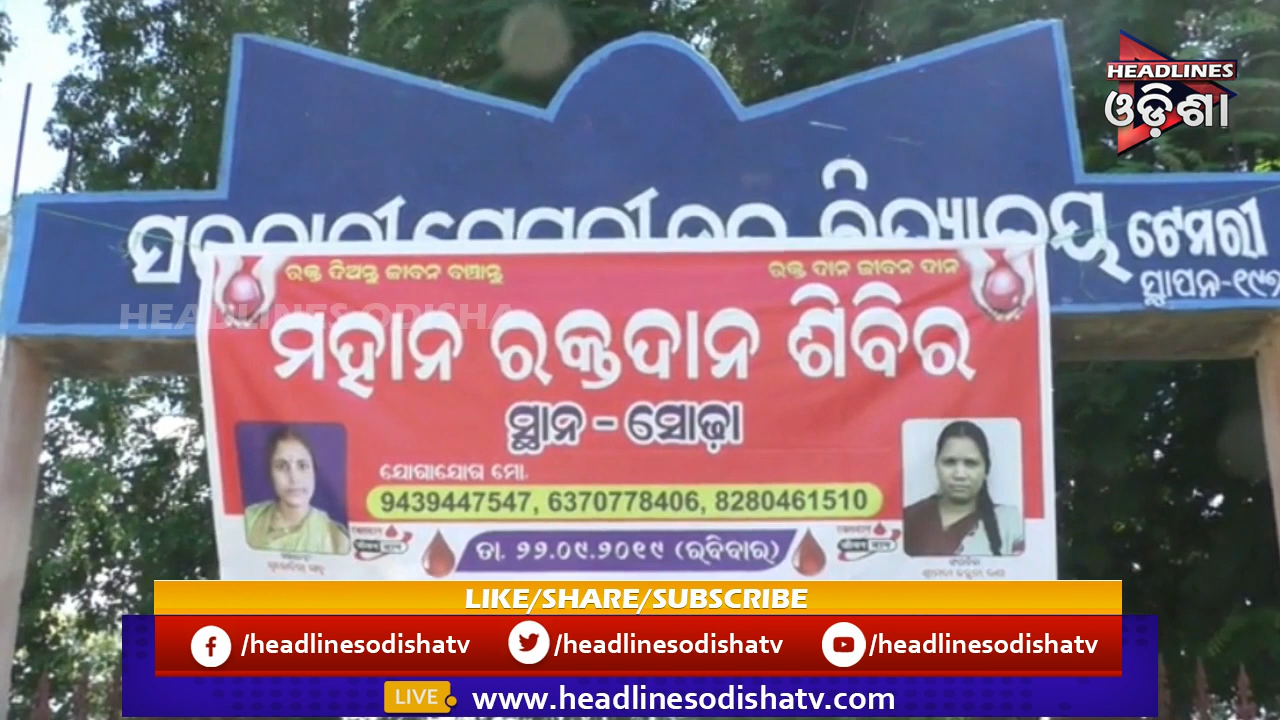 HEADLINES
ଓଡ଼ିଶା
ଟେମରୀ
ସ୍ଥାପନ-୧୯୭
ରକ୍ତ ଦିଅନ୍ତୁ ଜୀବନ ବଞ୍ଚାନ୍ତୁ
ରକ୍ତ ଦାନ ଜୀବନ ଦାନ
HEADLINES ODISHA
ମହାନ ରକ୍ତଦାନ ଶିବିର
ସ୍ଥାନ - ସୋଢ଼ା
ଯୋଗାଯୋଗ ମୋ.
9439447547, 6370778406, 8280461510
ତା. ୨୨.୦୯.୨୦୧୯ (ରବିବାର)
LIKE/SHARE/SUBSCRIBE
/headlinesodishatv /headlinesodishatv /headlinesodishatv
LIVE www.headlinesodishatv.com